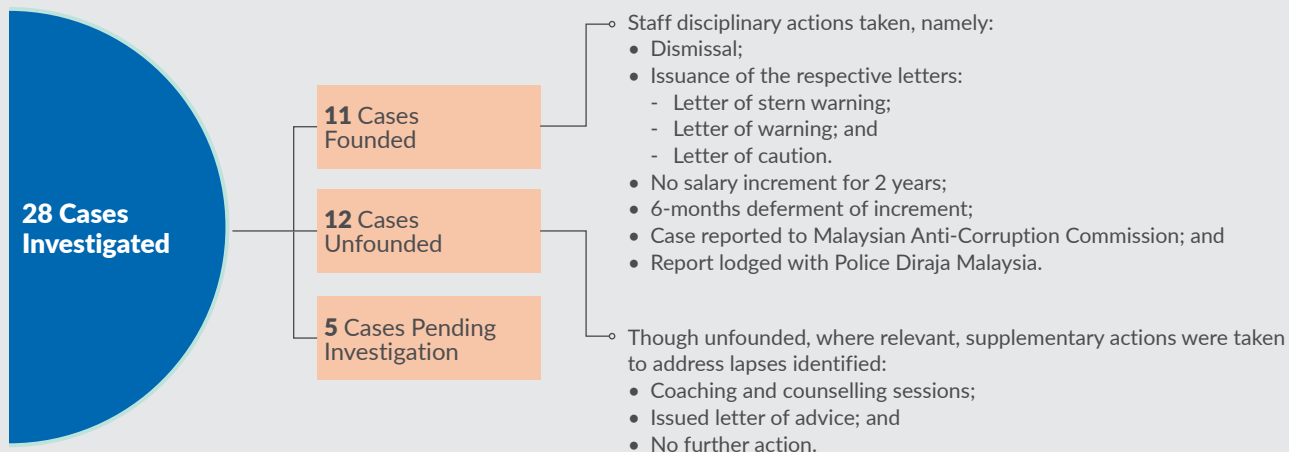 28 Cases
Investigated
11 Cases
Founded
12 Cases
Unfounded
5 Cases Pending
Investigation
Staff disciplinary actions taken, namely:
• Dismissal;
• Issuance of the respective letters:
- Letter of stern warning;
- Letter of warning; and
- Letter of caution.
• No salary increment for 2 years;
• 6-months deferment of increment;
• Case reported to Malaysian Anti-Corruption Commission; and
• Report lodged with Police Diraja Malaysia.
Though unfounded, where relevant, supplementary actions were taken
to address lapses identified:
• Coaching and counselling sessions;
• Issued letter of advice; and
• No further action.